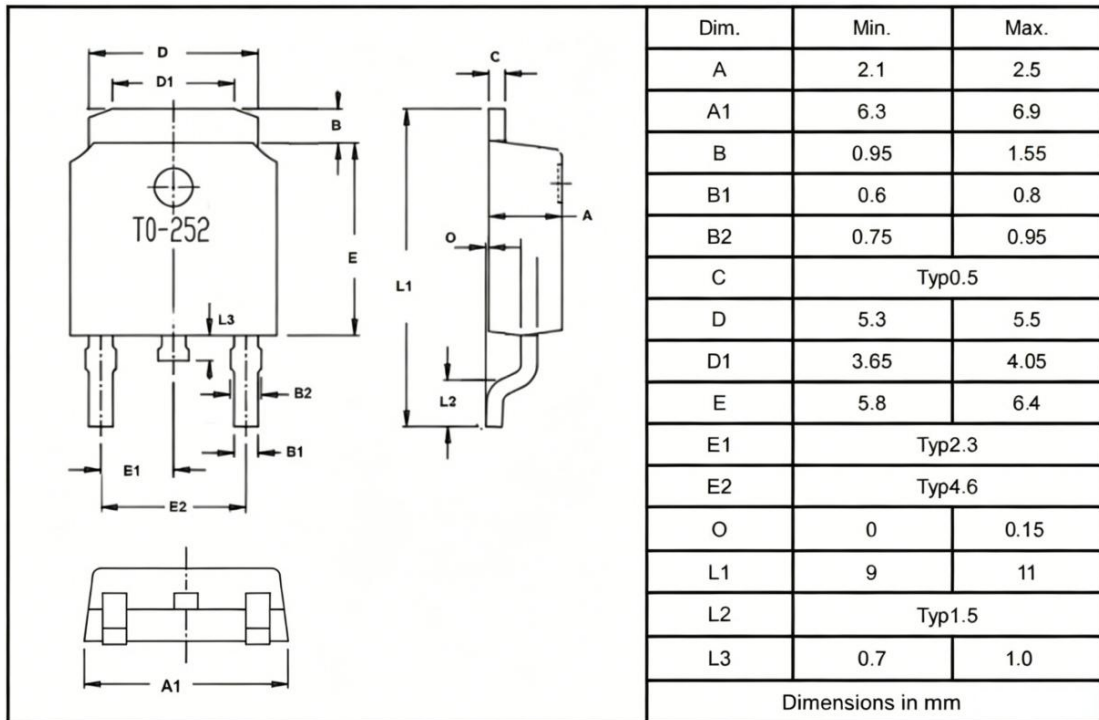 D
D1
B
TO-252
E
L3
B2
B1
E1
E2
A1
C
A
O
L1
L2
Dim. Min. Max.
A 2.1 2.5
A1 6.3 6.9
B 0.95 1.55
B1 0.6 0.8
B2 0.75 0.95
C Typ0.5
D 5.3 5.5
D1 3.65 4.05
E 5.8 6.4
E1 Typ2.3
E2 Typ4.6
O 0 0.15
L1 9 11
L2 Typ1.5
L3 0.7 1.0
Dimensions in mm